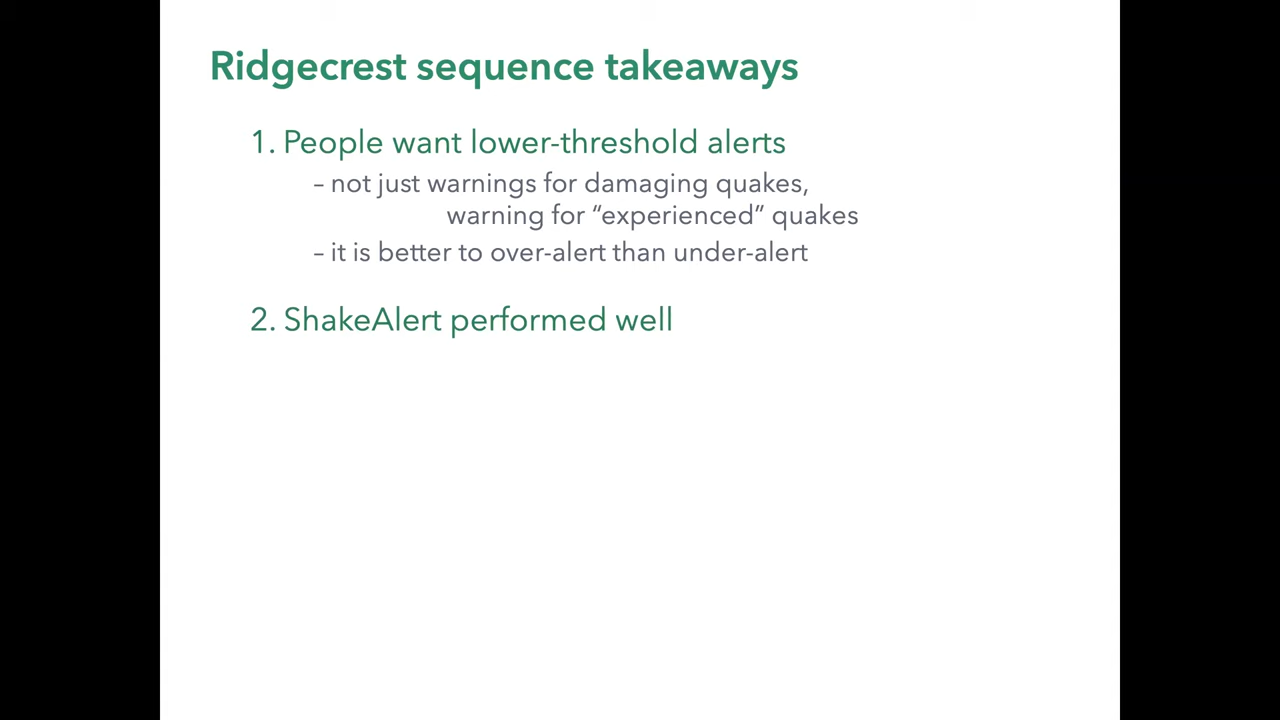 Ridgecrest sequence takeaways
1. People want lower-threshold alerts
– not just warnings for damaging quakes,
warning for “experienced” quakes
– it is better to over-alert than under-alert
2. ShakeAlert performed well